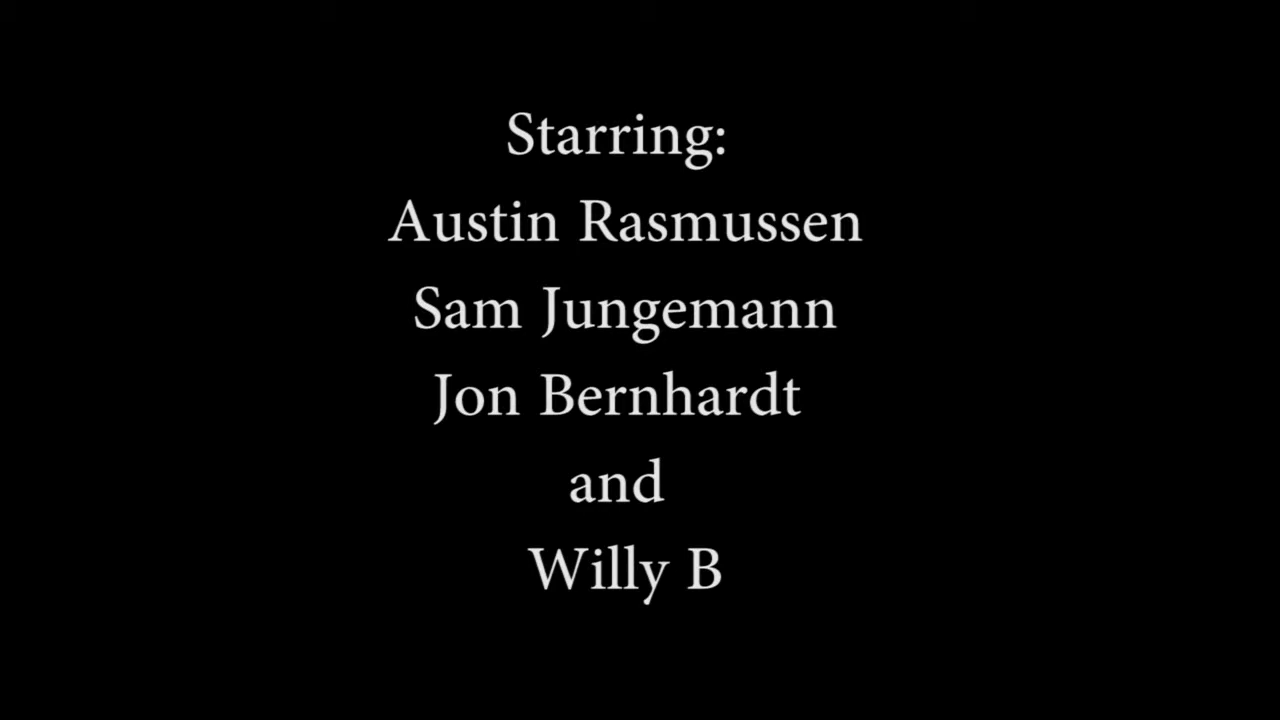 Starring:
Austin Rasmussen
Sam Jungemann
Jon Bernhardt
and
Willy B